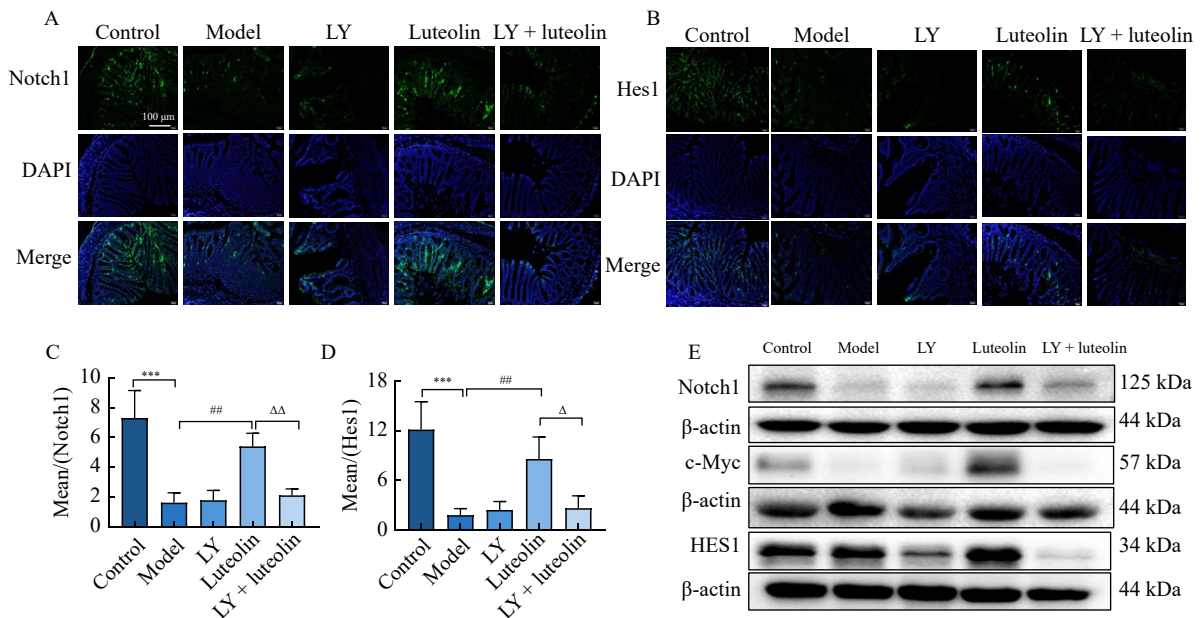 A
Control Model LY Luteolin LY + luteolin
Notch1
100 μm
DAPI
Merge
B
Control Model LY Luteolin LY + luteolin
Hes1
DAPI
Merge
C
Mean/(Notch1)
10
8
6
4
2
0
***
##
ΔΔ
Control Model LY Luteolin LY + luteolin
D
Mean/(Hes1)
18
12
6
0
***
##
Δ
Control Model LY Luteolin LY + luteolin
E
Control Model LY Luteolin LY + luteolin
Notch1 125 kDa
β-actin 44 kDa
c-Myc 57 kDa
β-actin 44 kDa
HES1 34 kDa
β-actin 44 kDa